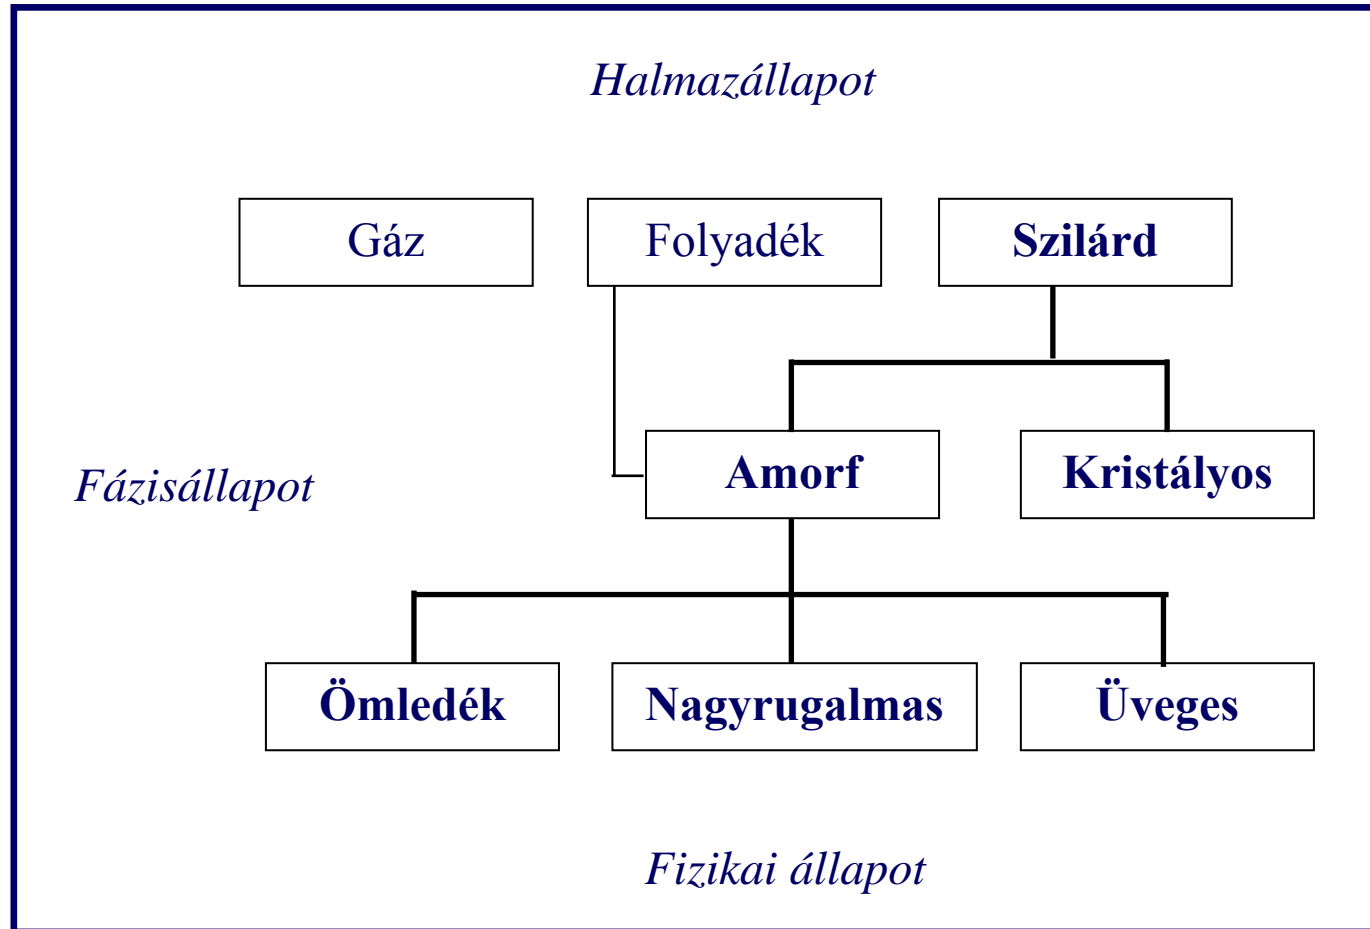 Halmazállapot
Gáz
Folyadék
Szilárd
Fázisállapot
Amorf
Kristályos
Ömledék
Nagyrugalmas
Üveges
Fizikai állapot